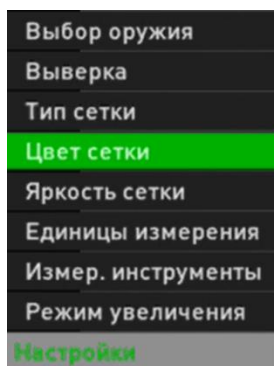 Выбор оружия
Выверка
Тип сетки
Цвет сетки
Яркость сетки
Единицы измерения
Измер. инструменты
Режим увеличения
Настройки